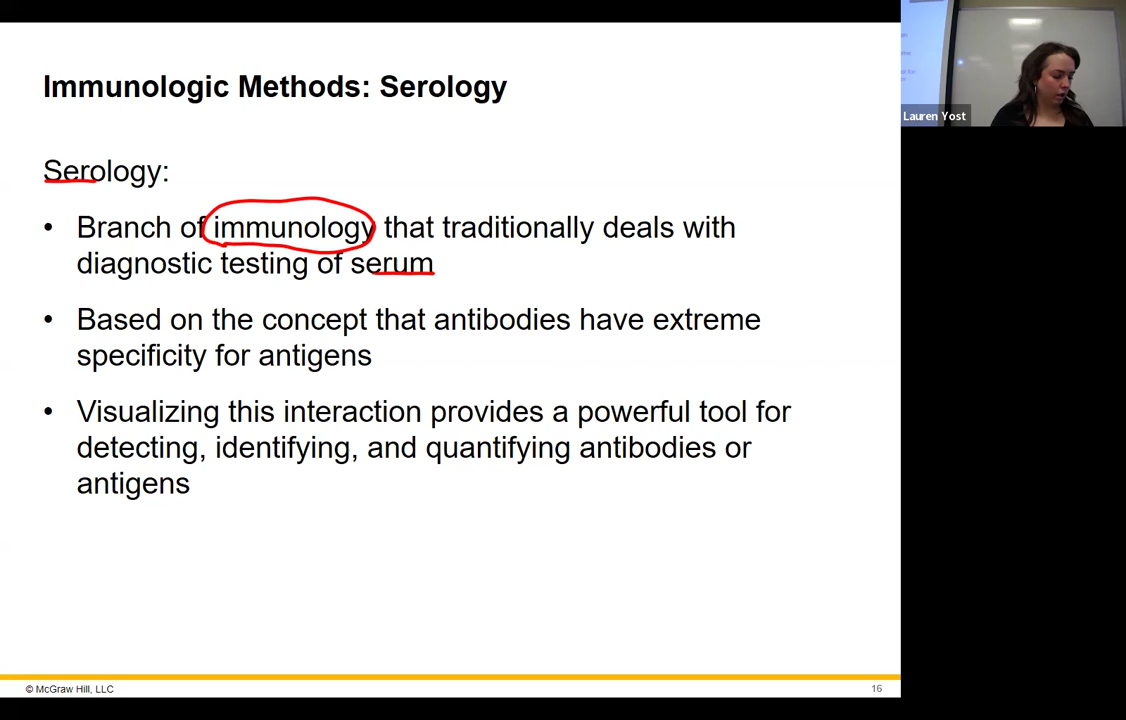 Immunologic Methods: Serology
Serology:
• Branch of immunology that traditionally deals with
diagnostic testing of serum
• Based on the concept that antibodies have extreme
specificity for antigens
• Visualizing this interaction provides a powerful tool for
detecting, identifying, and quantifying antibodies or
antigens
© McGraw Hill, LLC
16
Lauren Yost